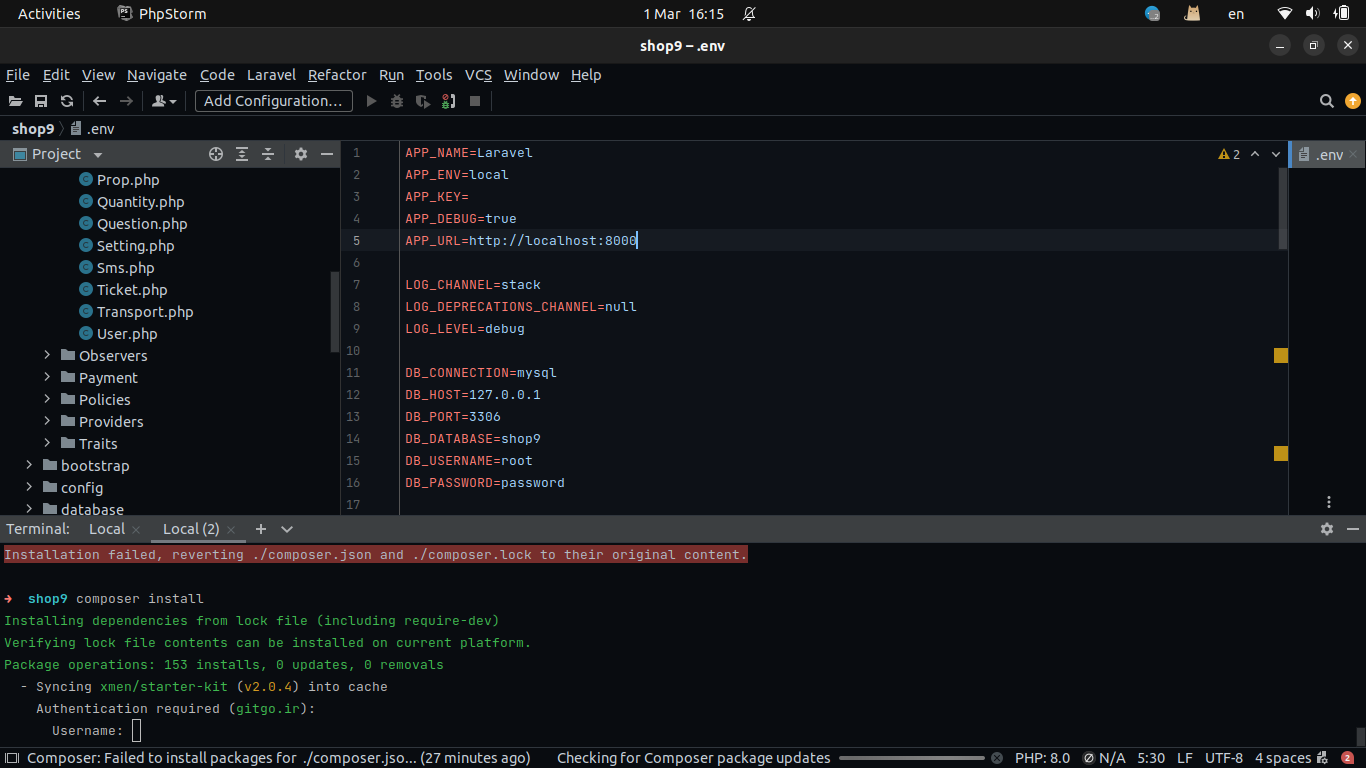 Activities PhpStorm 1 Mar 16:15 en
shop9 – .env
File Edit View Navigate Code Laravel Refactor Run Tools VCS Window Help
Add Configuration...
shop9 .env
Project
.env
Prop.php
Quantity.php
Question.php
Setting.php
Sms.php
Ticket.php
Transport.php
User.php
Observers
Payment
Policies
Providers
Traits
bootstrap
config
database
1 APP_NAME=Laravel
2 APP_ENV=local
3 APP_KEY=
4 APP_DEBUG=true
5 APP_URL=http://localhost:8000
6
7 LOG_CHANNEL=stack
8 LOG_DEPRECATIONS_CHANNEL=null
9 LOG_LEVEL=debug
10
11 DB_CONNECTION=mysql
12 DB_HOST=127.0.0.1
13 DB_PORT=3306
14 DB_DATABASE=shop9
15 DB_USERNAME=root
16 DB_PASSWORD=password
17
2
Terminal: Local Local (2)
Installation failed, reverting ./composer.json and ./composer.lock to their original content.
shop9 composer install
Installing dependencies from lock file (including require-dev)
Verifying lock file contents can be installed on current platform.
Package operations: 153 installs, 0 updates, 0 removals
- Syncing xmen/starter-kit (v2.0.4) into cache
Authentication required (gitgo.ir):
Username:
Composer: Failed to install packages for ./composer.jso... (27 minutes ago) Checking for Composer package updates PHP: 8.0 N/A 5:30 LF UTF-8 4 spaces 2